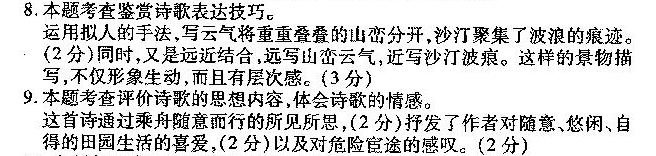 8.本题考查鉴赏诗歌表达技巧。
运用拟人的手法,写云气将重重叠叠的山峦分开,沙汀聚集了波浪的痕迹。
(2分)同时,又是远近结合,远写山峦云气,近写沙汀波痕。这样的景物描
写,不仅形象生动,而且有层次感。(3分)
9.本题考查评价诗歌的思想内容,体会诗歌的情感。
这首诗通过乘舟随意而行的所见所思,(2分)抒发了作者对随意、悠闲、自
得的田园生活的喜爱,(2分)以及对危险宦途的感叹。(2分)